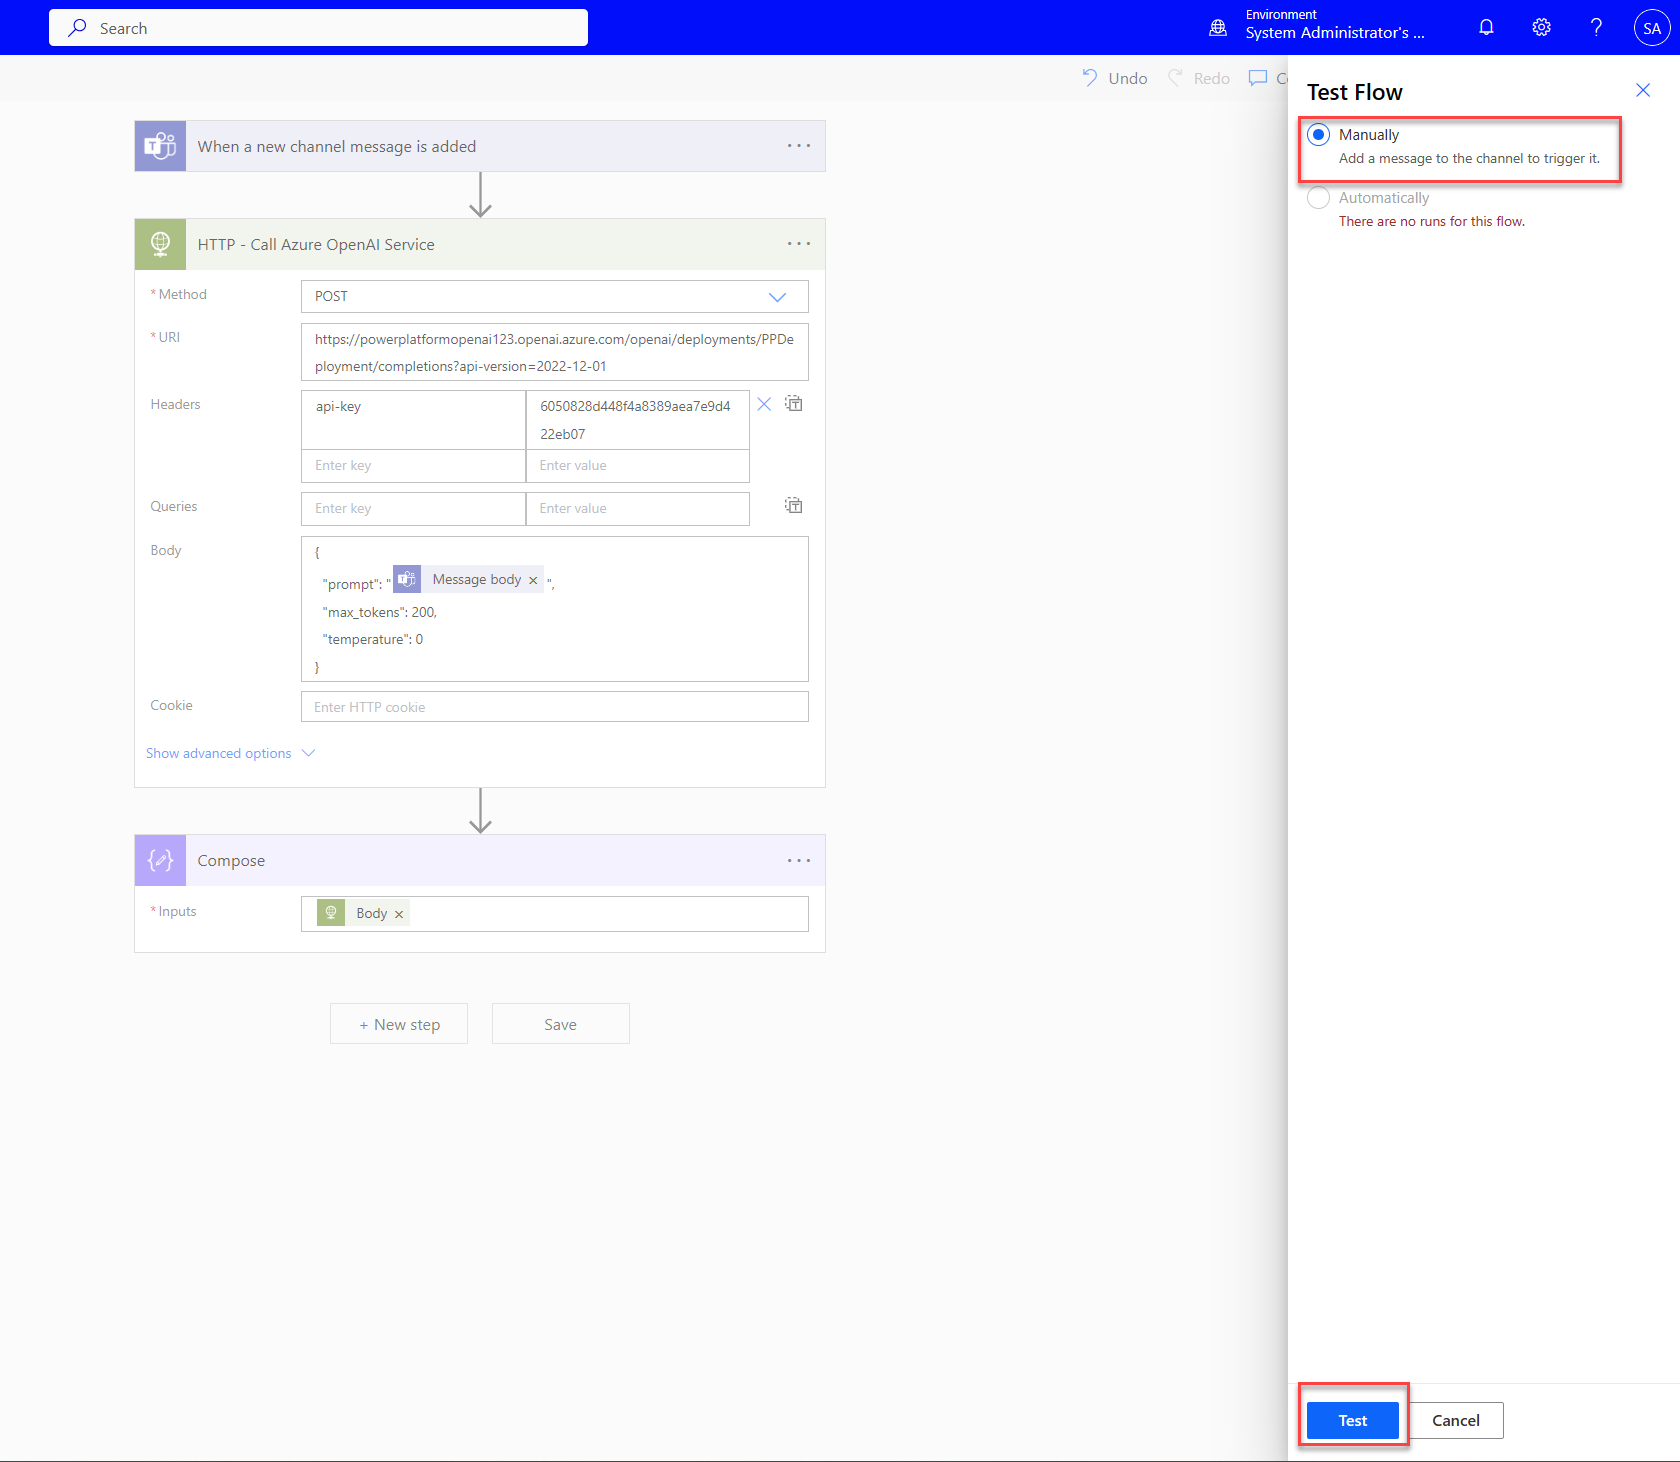 Search
Environment
System Administrator's ...
SA
Undo
Redo
Test Flow
Manually
Add a message to the channel to trigger it.
Automatically
There are no runs for this flow.
When a new channel message is added
HTTP - Call Azure OpenAI Service
* Method
POST
* URI
https://powerplatformopenai123.openai.azure.com/openai/deployments/PPDe
ployment/completions?api-version=2022-12-01
Headers
api-key
6050828d448f4a8389aea7e9d4
22eb07
Enter key
Enter value
Queries
Enter key
Enter value
Body
{
"prompt": " Message body × ",
"max_tokens": 200,
"temperature": 0
}
Cookie
Enter HTTP cookie
Show advanced options
Compose
* Inputs
Body ×
+ New step
Save
Test
Cancel